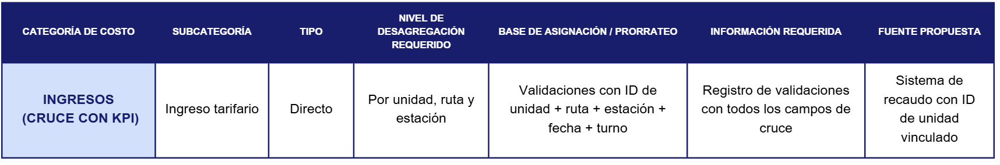 CATEGORÍA DE COSTO
SUBCATEGORÍA
TIPO
NIVEL DE
DESAGREGACIÓN
REQUERIDO
BASE DE ASIGNACIÓN / PRORRATEO
INFORMACIÓN REQUERIDA
FUENTE PROPUESTA
INGRESOS
(CRUCE CON KPI)
Ingreso tarifario
Directo
Por unidad, ruta y
estación
Validaciones con ID de
unidad + ruta + estación +
fecha + turno
Registro de validaciones
con todos los campos de
cruce
Sistema de
recaudo con ID
de unidad
vinculado